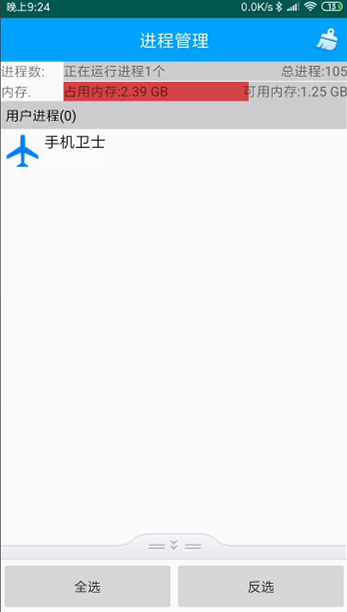 晚上9:24 0.0K/s 13
进程管理
进程数: 正在运行进程1个 总进程:105
内存. 占用内存:2.39 GB 可用内存:1.25 GB
用户进程(0)
手机卫士
全选 反选